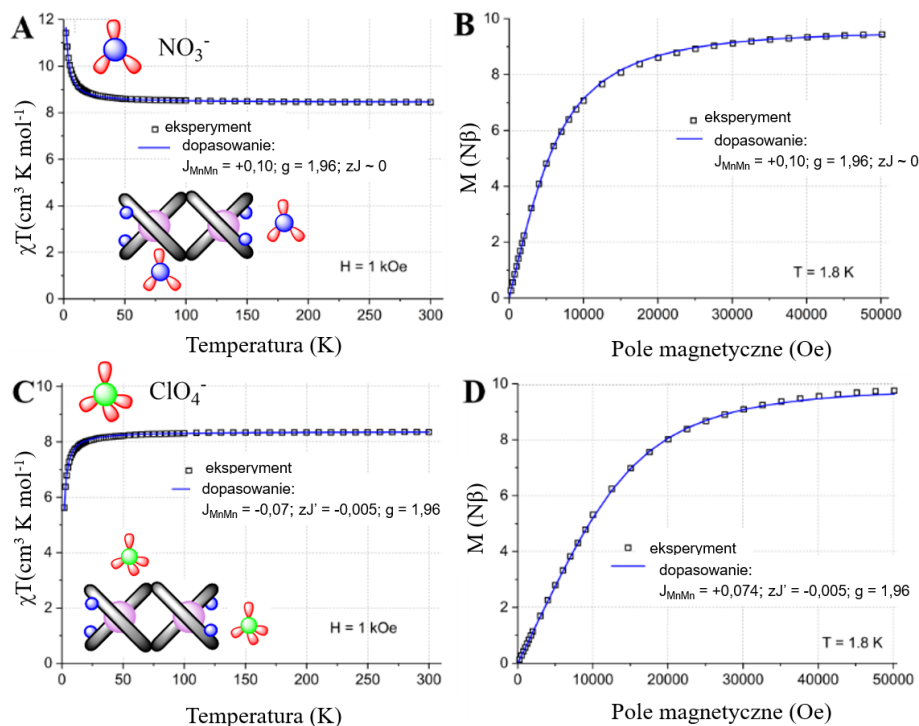 A
NO₃⁻
χT(cm³ K mol⁻¹)
12
10
8
6
4
2
0
eksperyment
dopasowanie:
J_MnMn = +0,10; g = 1,96; zJ ~ 0
H = 1 kOe
0 50 100 150 200 250 300
Temperatura (K)
B
M (Nβ)
10
8
6
4
2
0
eksperyment
dopasowanie:
J_MnMn = +0,10; g = 1,96; zJ ~ 0
T = 1.8 K
0 10000 20000 30000 40000 50000
Pole magnetyczne (Oe)
C
ClO₄⁻
χT(cm³ K mol⁻¹)
10
8
6
4
2
0
eksperyment
dopasowanie:
J_MnMn = -0,07; zJ' = -0,005; g = 1,96
H = 1 kOe
0 50 100 150 200 250 300
Temperatura (K)
D
M (Nβ)
10
8
6
4
2
0
eksperyment
dopasowanie:
J_MnMn = +0,074; zJ' = -0,005; g = 1,96
T = 1.8 K
0 10000 20000 30000 40000 50000
Pole magnetyczne (Oe)